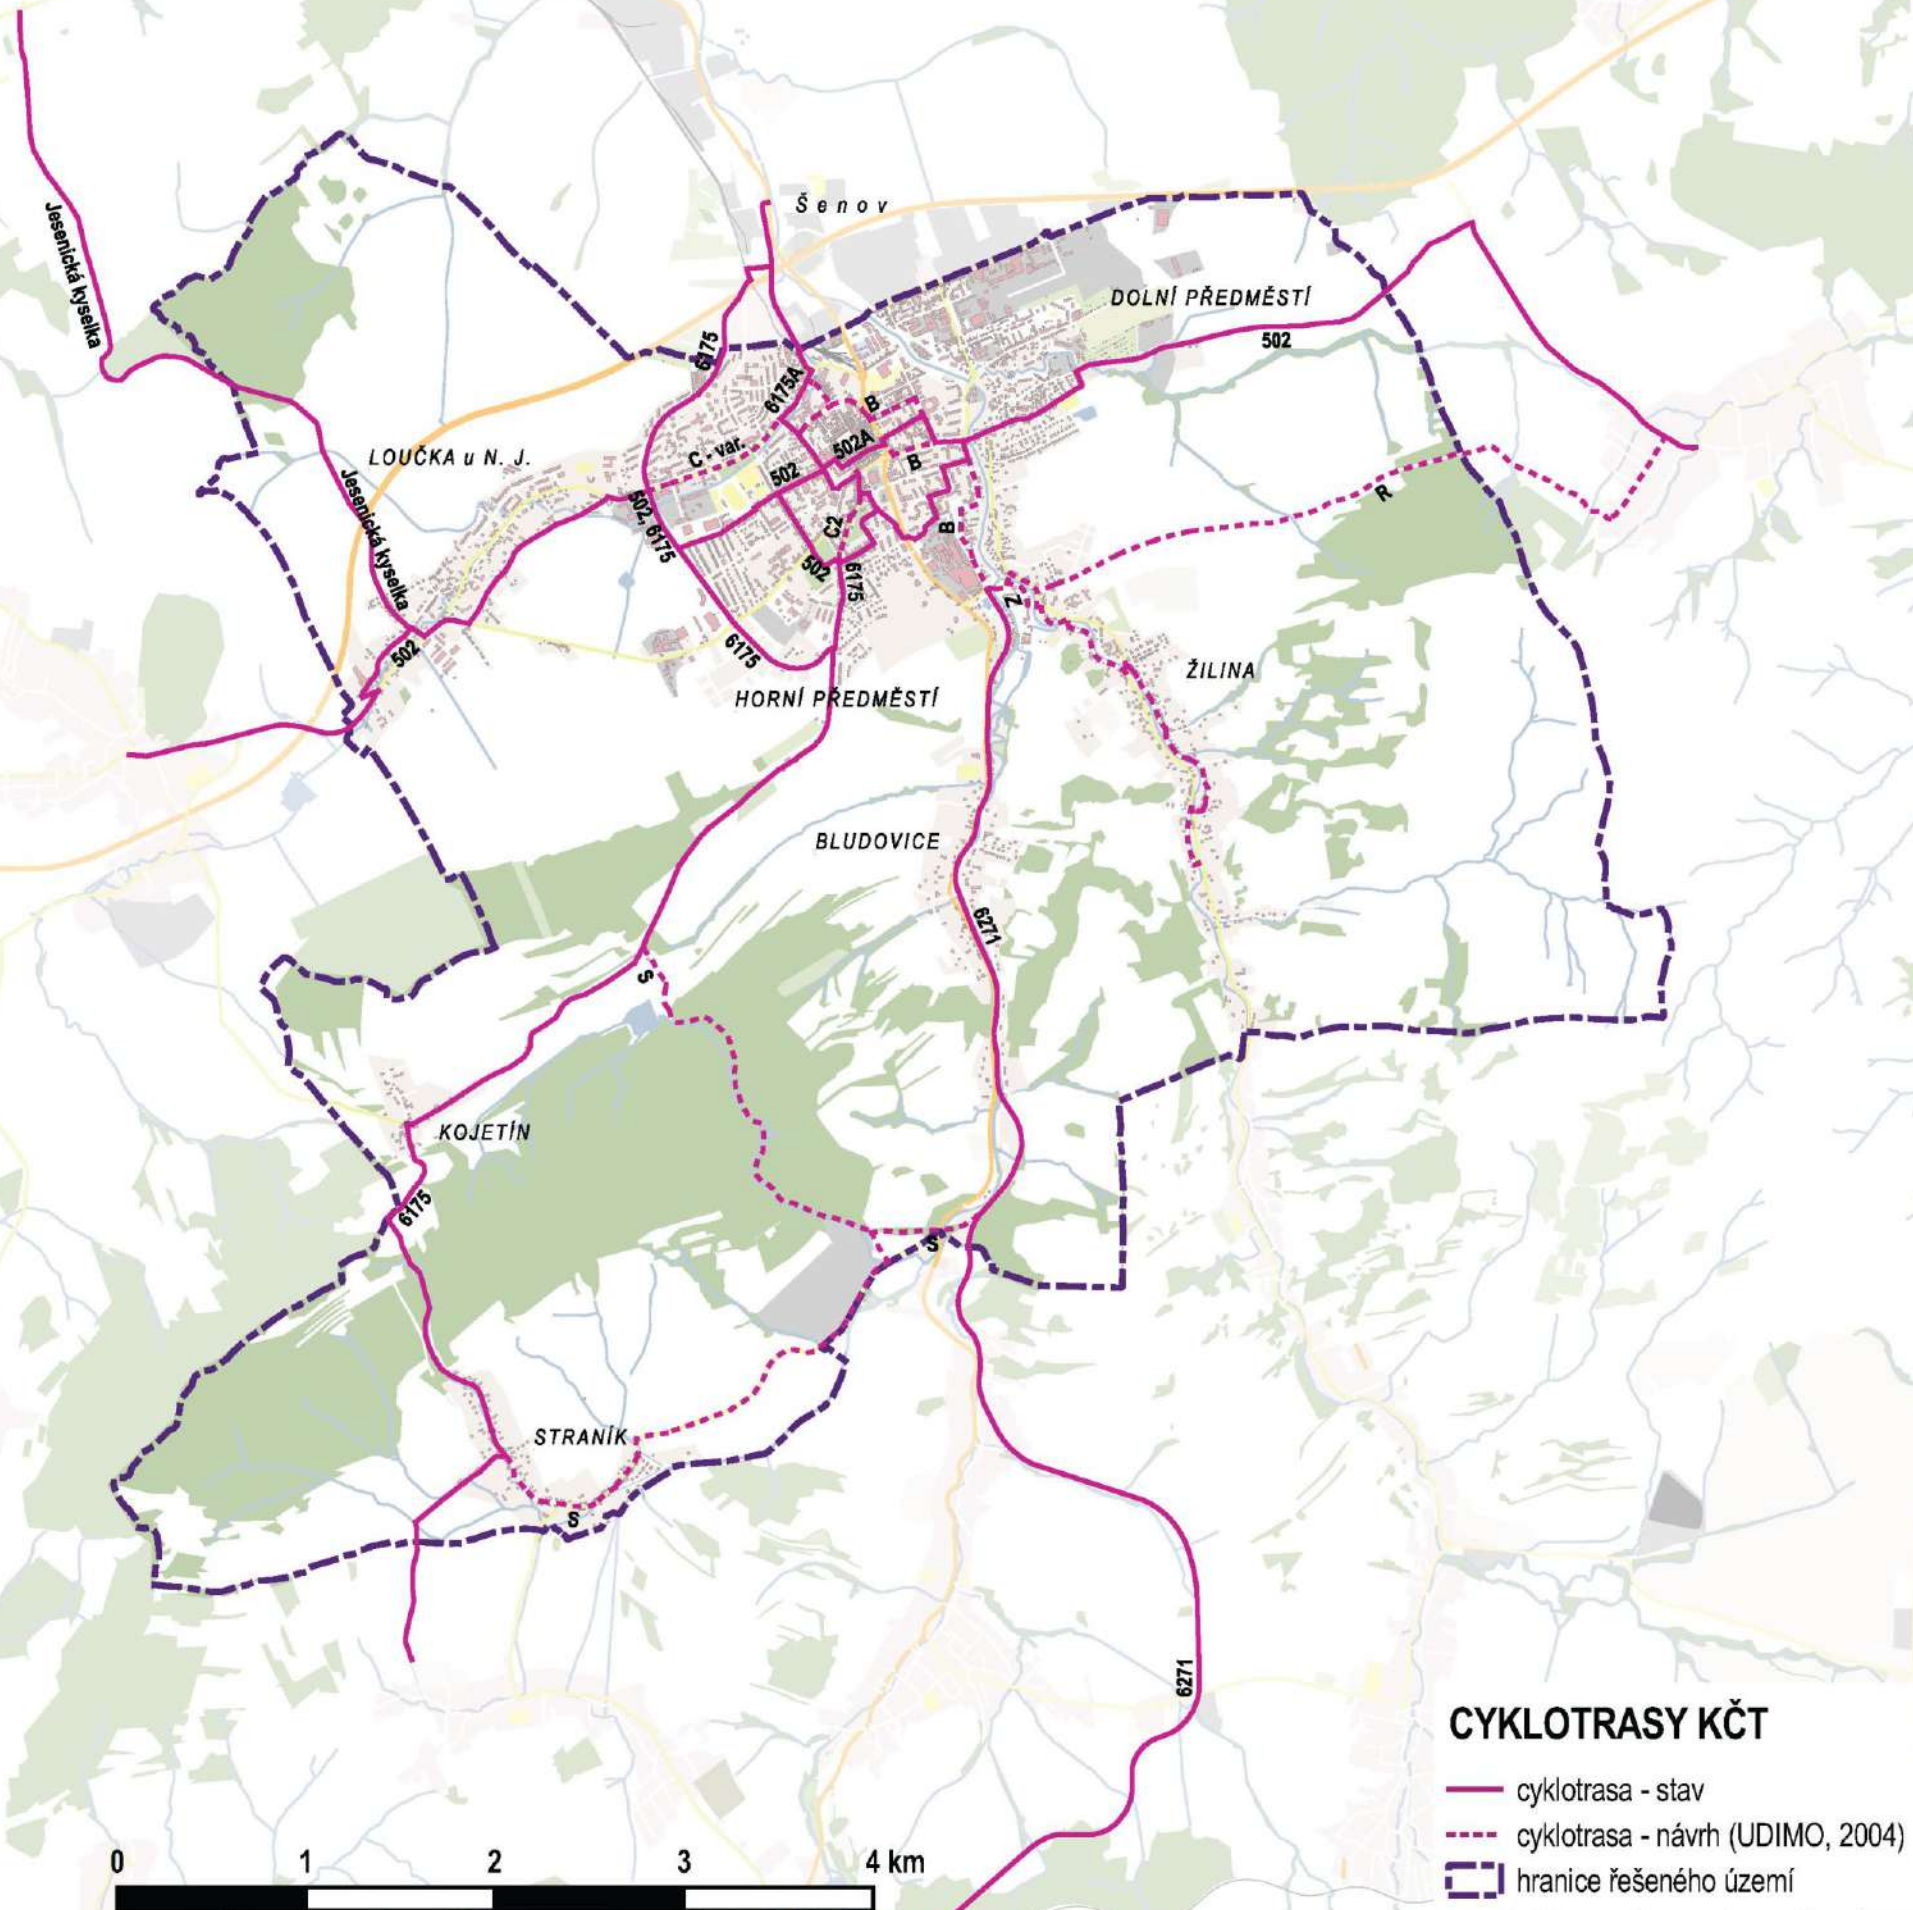 Šenov
Jesenická kyselka
DOLNÍ PŘEDMĚSTÍ
502
6175
6175A
B
C - var.
502A
LOUČKA u N. J.
502
B
Jesenická kyselka
502, 6175
C2
B
R
502
6175
Z
502
6175
ŽILINA
HORNÍ PŘEDMĚSTÍ
BLUDOVICE
6271
S
KOJETÍN
6175
S
STRANÍK
S
6271
CYKLOTRASY KČT
cyklotrasa - stav
cyklotrasa - návrh (UDIMO, 2004)
hranice řešeného území
0 1 2 3 4 km